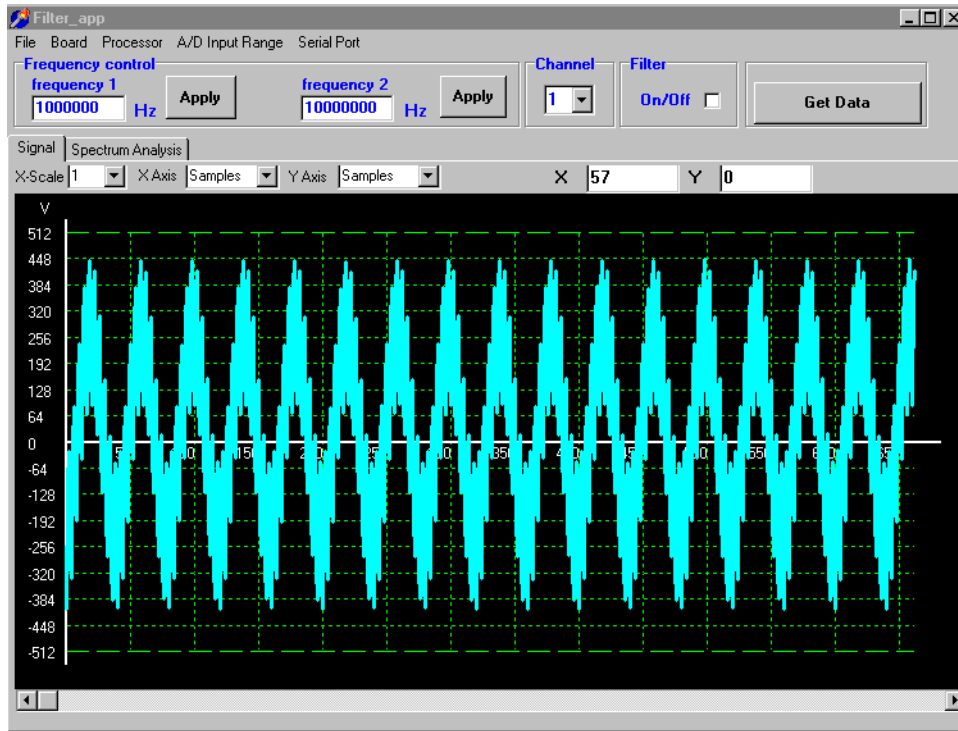 Filter_app
File Board Processor A/D Input Range Serial Port
Frequency control Channel Filter
frequency 1 frequency 2
1000000 Hz Apply 10000000 Hz Apply 1 On/Off Get Data
Signal Spectrum Analysis
X-Scale 1 X Axis Samples Y Axis Samples X 57 Y 0
V
512
448
384
320
256
192
128
64
0
-64
-128
-192
-256
-320
-384
-448
-512